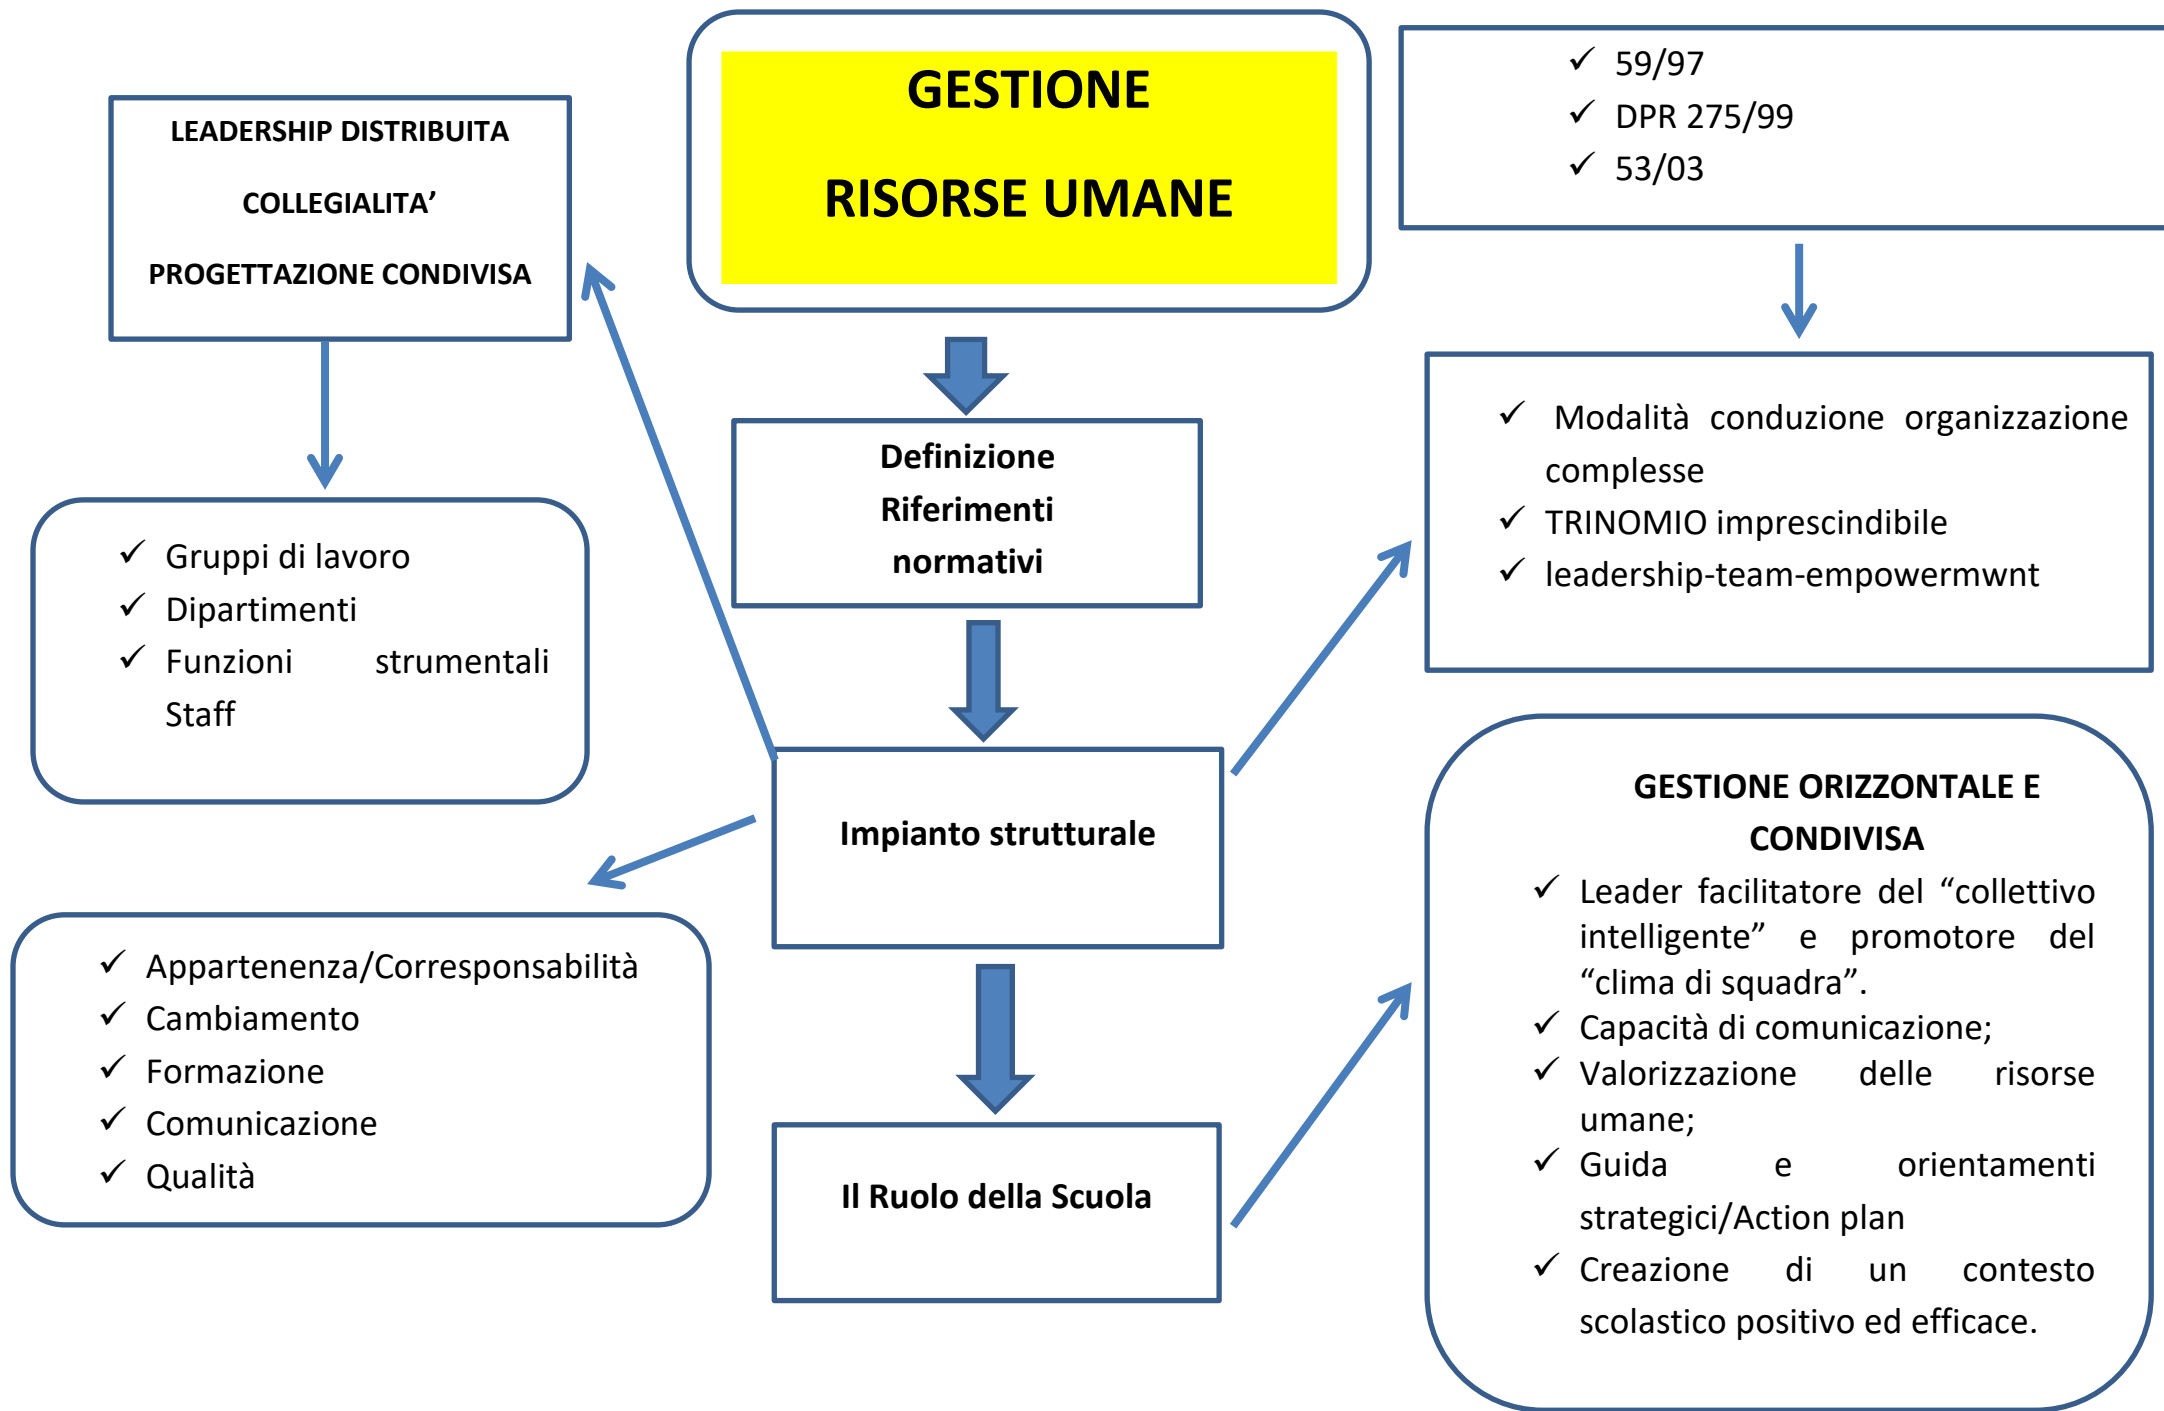 GESTIONE
RISORSE UMANE
59/97
DPR 275/99
53/03
LEADERSHIP DISTRIBUITA
COLLEGIALITA’
PROGETTAZIONE CONDIVISA
Definizione
Riferimenti
normativi
Modalità conduzione organizzazione
complesse
TRINOMIO imprescindibile
leadership-team-empowermwnt
Gruppi di lavoro
Dipartimenti
Funzioni strumentali
Staff
Impianto strutturale
GESTIONE ORIZZONTALE E
CONDIVISA
Leader facilitatore del “collettivo
intelligente” e promotore del
“clima di squadra”.
Capacità di comunicazione;
Valorizzazione delle risorse
umane;
Guida e orientamenti
strategici/Action plan
Creazione di un contesto
scolastico positivo ed efficace.
Appartenenza/Corresponsabilità
Cambiamento
Formazione
Comunicazione
Qualità
Il Ruolo della Scuola